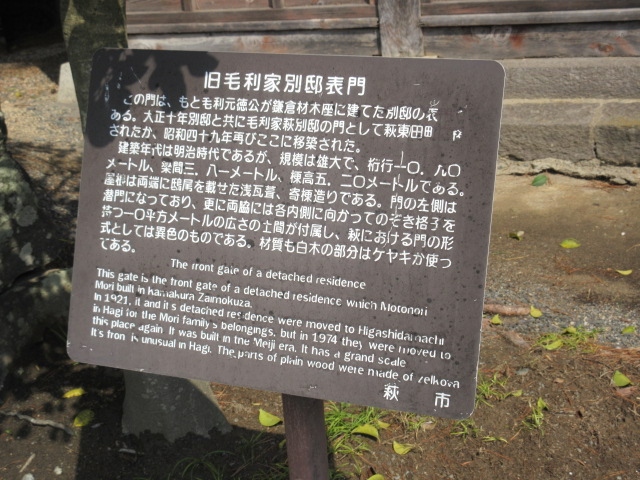 旧毛利家別邸表門
この門は、もと毛利元徳公が鎌倉材木座に建てた別邸の表
ある。大正十年別邸と共に毛利家萩別邸の門として萩東田
されたが、昭和四十九年再びここに移築された。
建築年代は明治時代であるが、規模は雄大で、桁行一〇.九〇
メートル、梁間三.八一メートル、棟高五.二〇メートルである。
屋根は両端に鴟尾を載せた浅瓦葺、寄棟造りである。門の左側は
潜門になっており、更に両脇には各内側に向かってのぞき格子を
持つ一〇平方メートルの広さの土間が付属し、萩における門の形
式としては異色のものである。材質も白木の部分はケヤキが使っ
てある。
The front gate of a detached residence
This gate is the front gate of a detached residence which Motonori
Mori built in Kamakura Zaimokuza.
In 1921, it and it's detached residence were moved to Higashidamachi
in Hagi for the Mori family's belongings, but in 1974 they were moved to
this place again. It was built in the Meiji era. It has a grand scale
It's front is unusual in Hagi. The parts of plain wood were made of zelkova
萩市